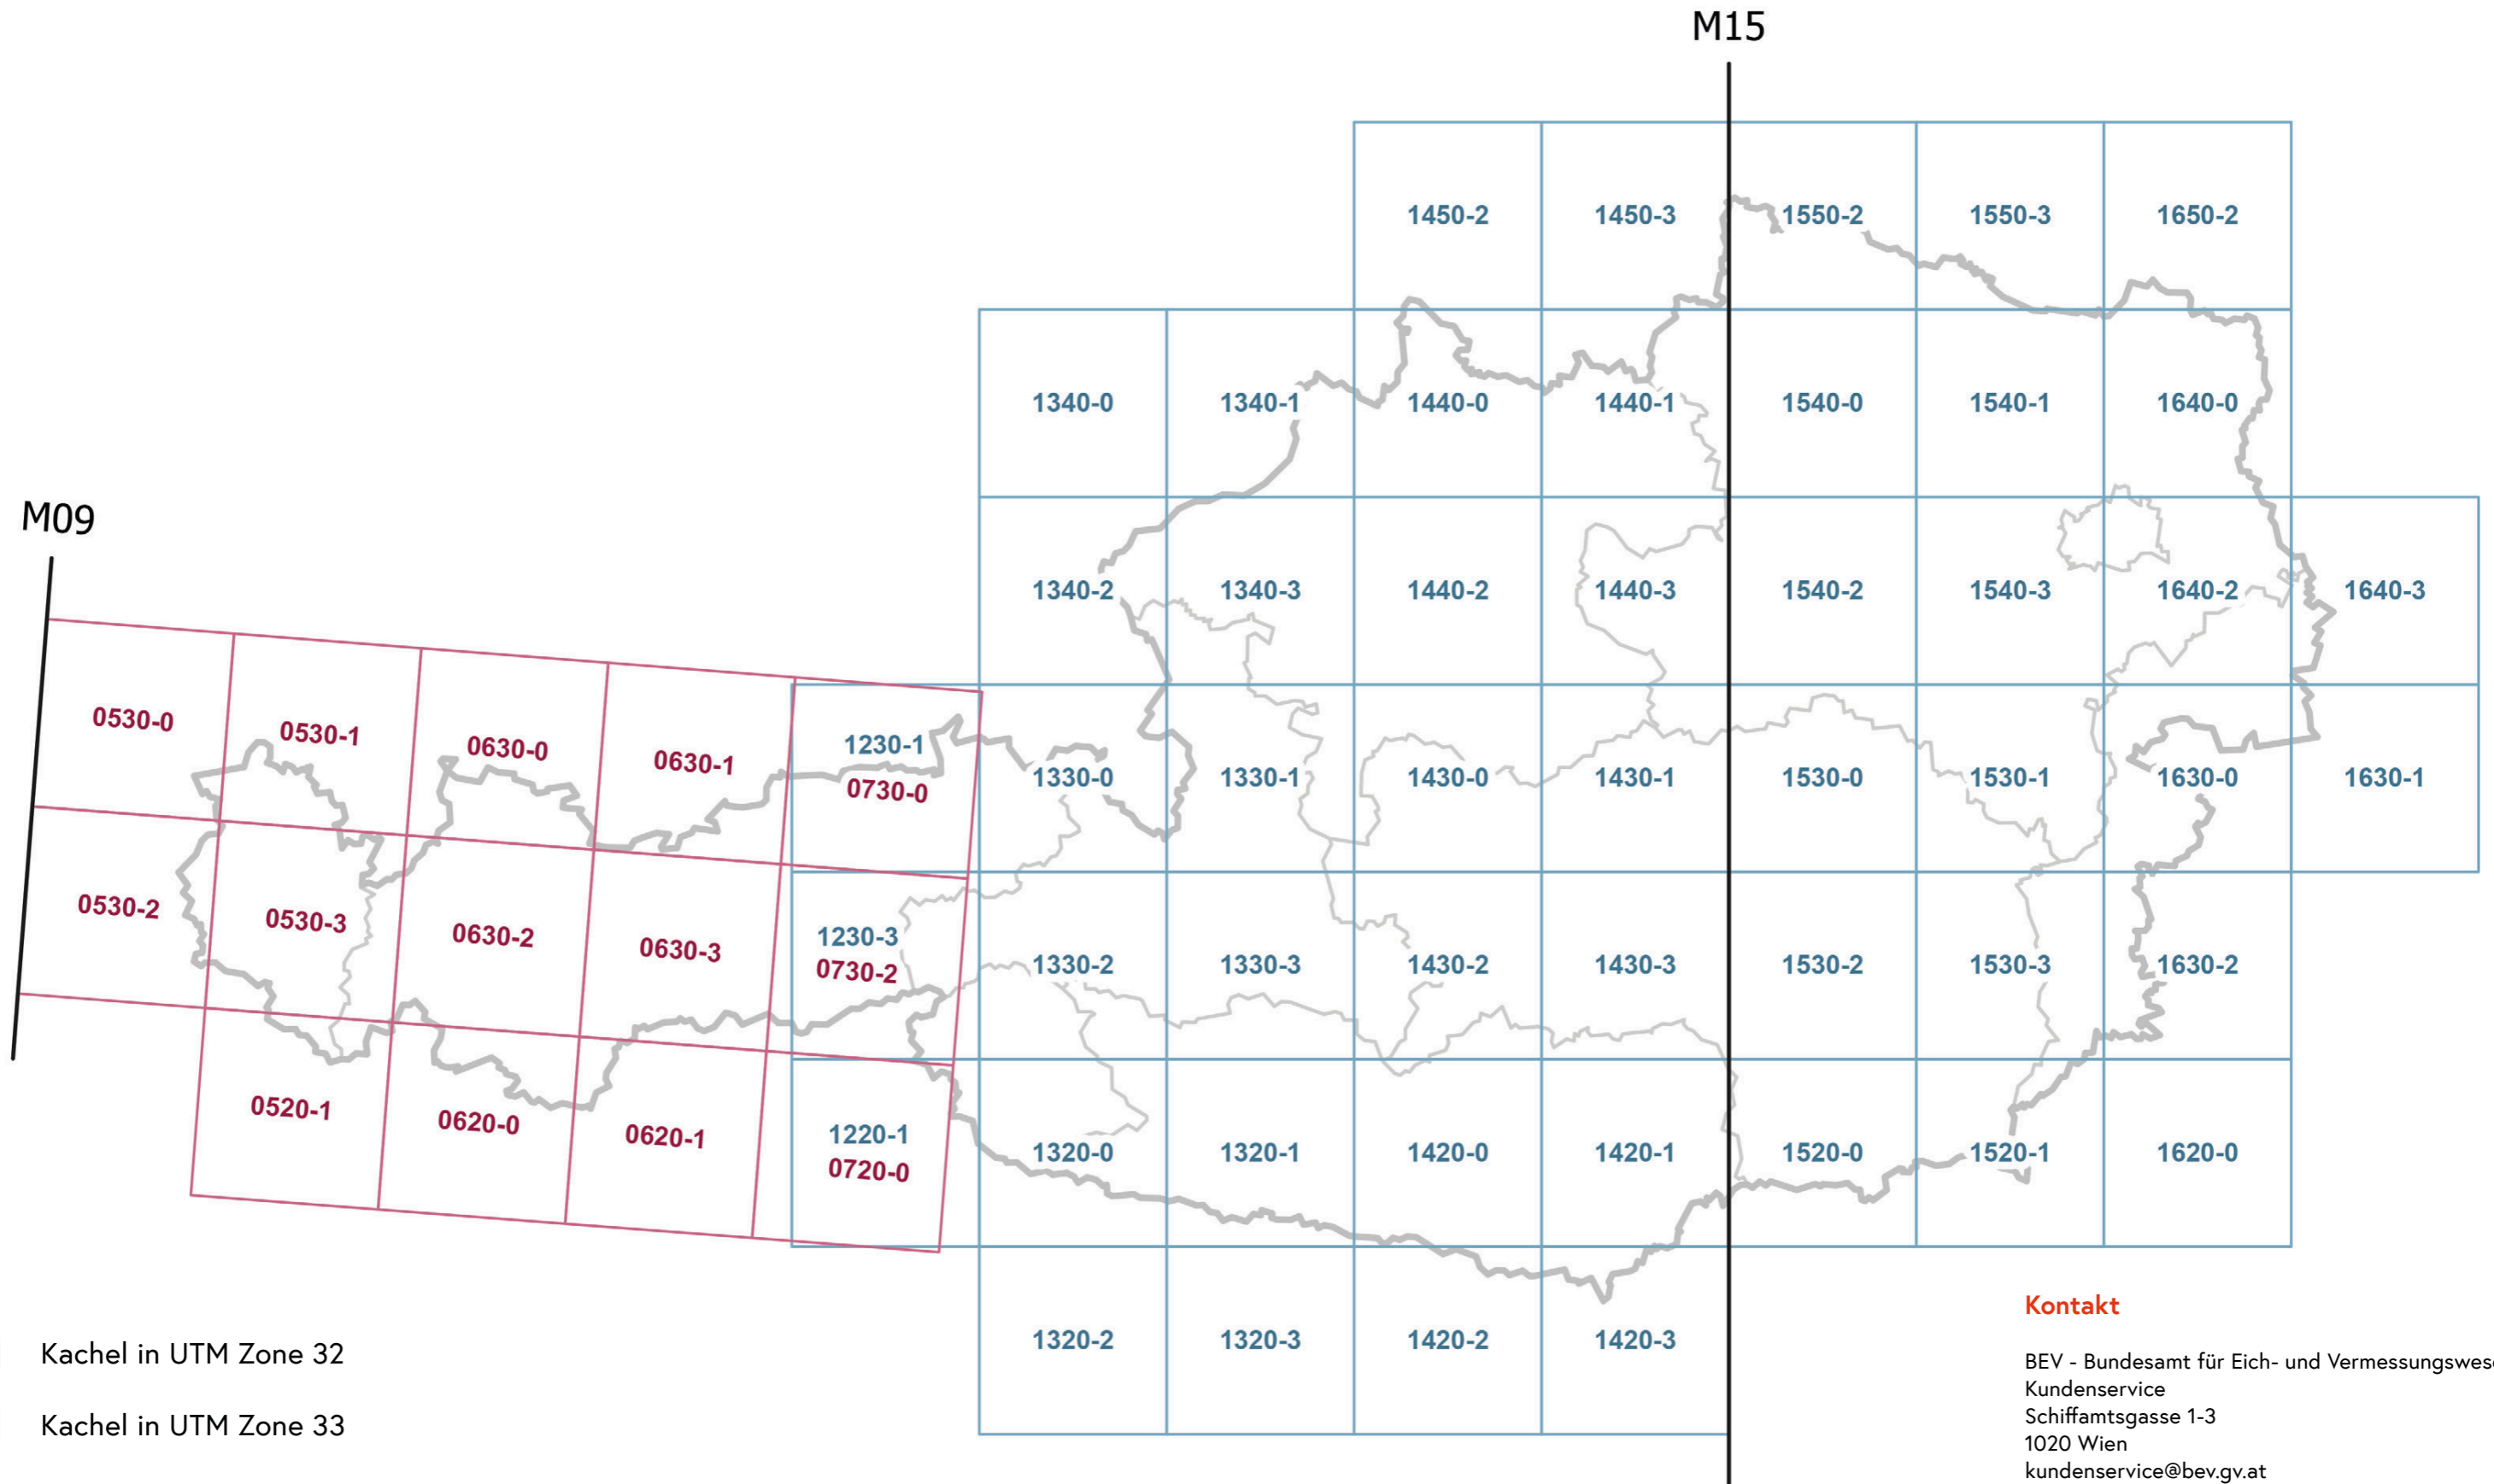 M15
1450-2 1450-3 1550-2 1550-3 1650-2
1340-0 1340-1 1440-0 1440-1 1540-0 1540-1 1640-0
M09
1340-2 1340-3 1440-2 1440-3 1540-2 1540-3 1640-2 1640-3
0530-0 0530-1 0630-0 0630-1 1230-1
0730-0
1330-0 1330-1 1430-0 1430-1 1530-0 1530-1 1630-0 1630-1
0530-2 0530-3 0630-2 0630-3 1230-3
0730-2
1330-2 1330-3 1430-2 1430-3 1530-2 1530-3 1630-2
0520-1 0620-0 0620-1 1220-1
0720-0
1320-0 1320-1 1420-0 1420-1 1520-0 1520-1 1620-0
1320-2 1320-3 1420-2 1420-3
Kachel in UTM Zone 32
Kachel in UTM Zone 33
Kontakt
BEV - Bundesamt für Eich- und
Kundenservice
Schiffamtsgasse 1-3
1020 Wien
kundenservice@bev.gv.at